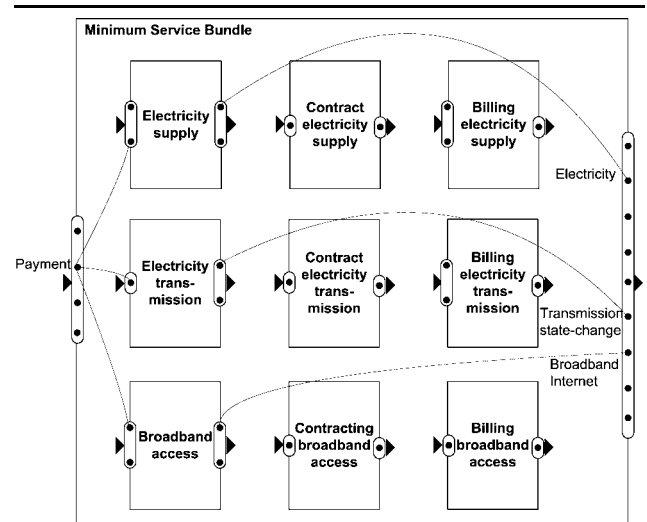 Minimum Service Bundle
Electricity
supply
Contract
electricity
supply
Billing
electricity
supply
Electricity
Payment
Electricity
trans-
mission
Contract
electricity
trans-
mission
Billing
electricity
trans-
mission
Transmission
state-change
Broadband
Internet
Broadband
access
Contracting
broadband
access
Billing
broadband
access